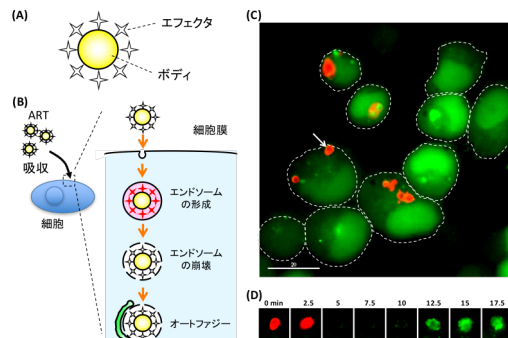 (A)
エフェクタ
ボディ
(B)
ART
吸収
細胞
細胞膜
エンドソーム
の形成
エンドソーム
の崩壊
オートファジー
(C)
20
(D)
0 min 2.5 5 7.5 10 12.5 15 17.5